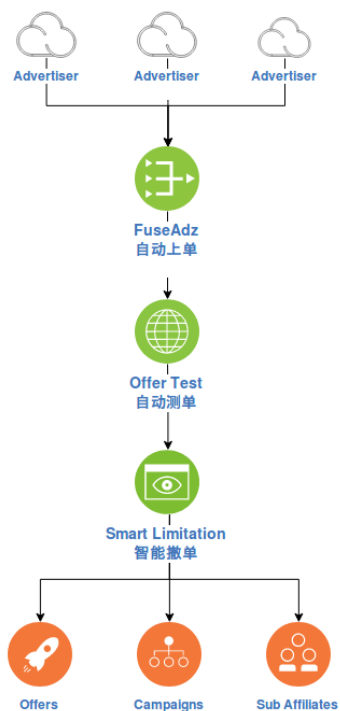 Advertiser
Advertiser
Advertiser
FuseAdz
自动上单
Offer Test
自动测单
Smart Limitation
智能撤单
Offers
Campaigns
Sub Affiliates